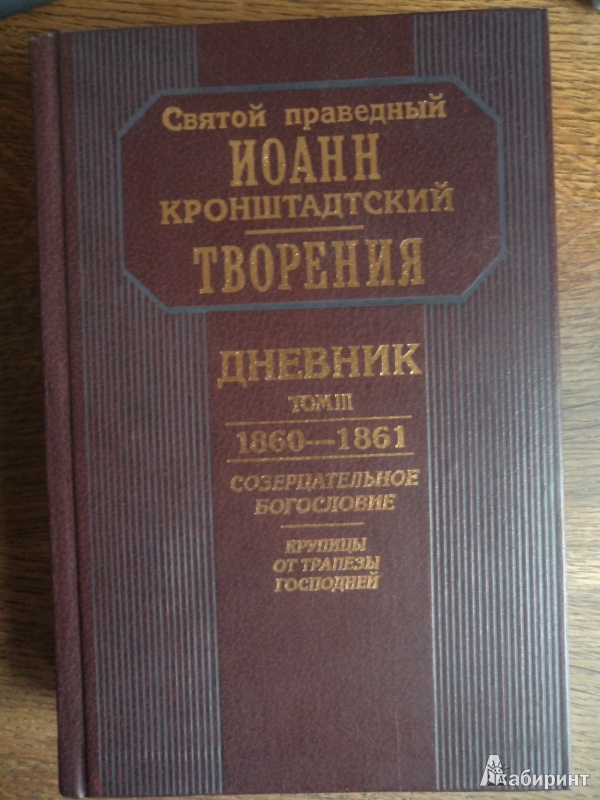 Святой праведный
ИОАНН
КРОНШТАДТСКИЙ
ТВОРЕНИЯ
ДНЕВНИК
ТОМ III
1860—1861
СОЗЕРЦАТЕЛЬНОЕ
БОГОСЛОВИЕ
КРУПИЦЫ
ОТ ТРАПЕЗЫ
ГОСПОДНЕЙ
Лабиринт